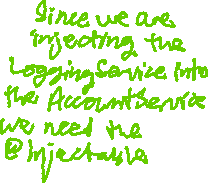 Since we are
injecting the
LoggingService into
the AccountService
we need the
@Injectable